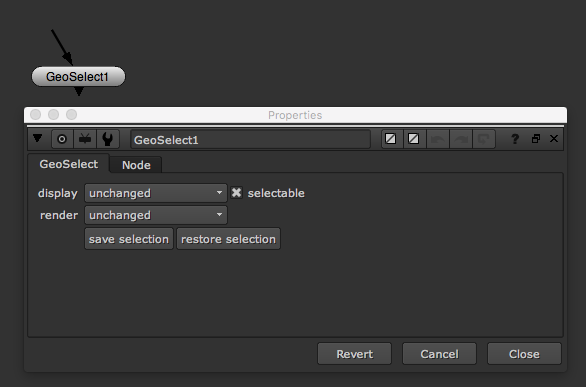 GeoSelect1
Properties
GeoSelect1 ?
GeoSelect Node
display unchanged selectable
render unchanged
save selection restore selection
Revert Cancel Close